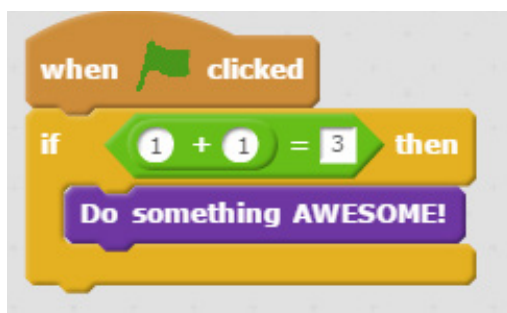 when clicked
if 1 + 1 = 3 then
Do something AWESOME!